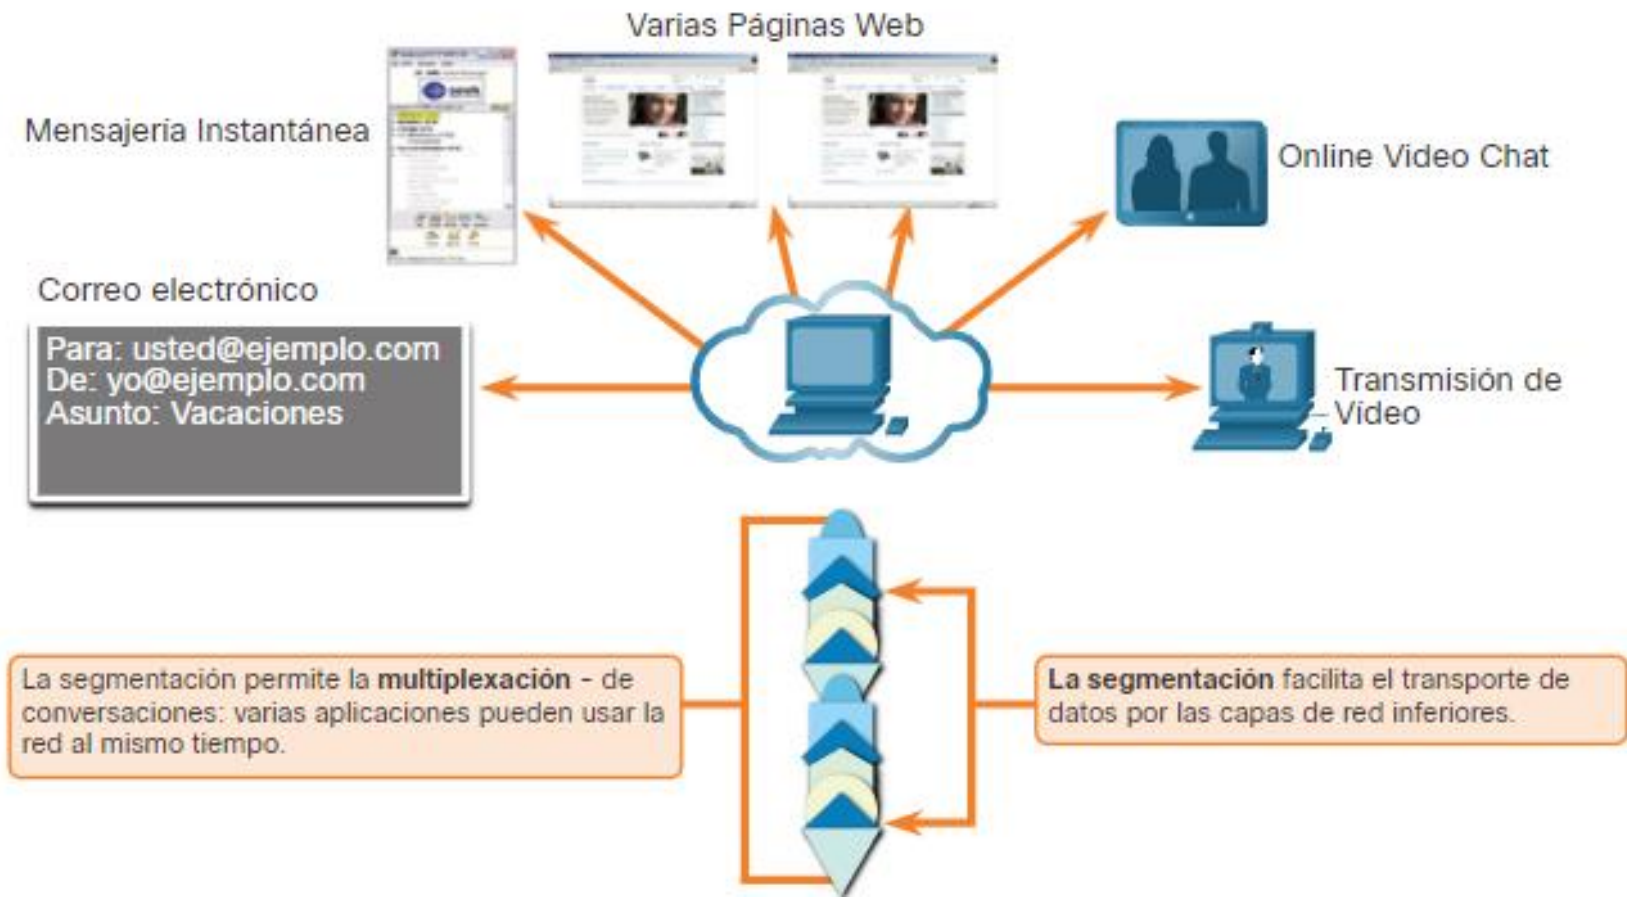 Varias Páginas Web
Mensajería Instantánea
Online Video Chat
Correo electrónico
Para: usted@ejemplo.com
De: yo@ejemplo.com
Asunto: Vacaciones
Transmisión de
Vídeo
La segmentación permite la multiplexación - de
conversaciones: varias aplicaciones pueden usar la
red al mismo tiempo.
La segmentación facilita el transporte de
datos por las capas de red inferiores.